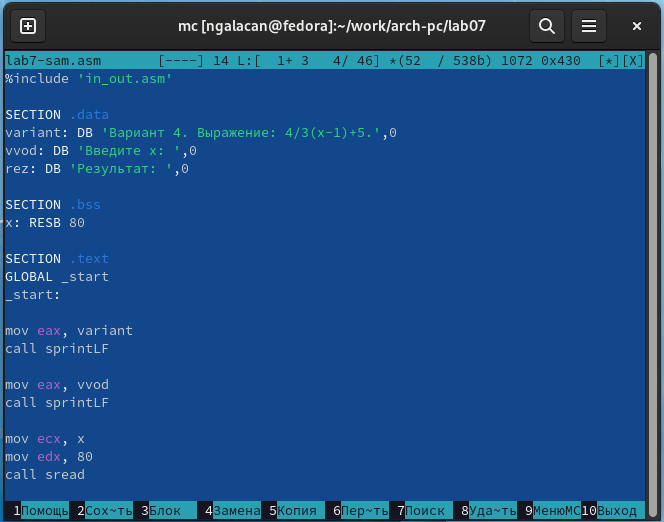 mc [ngalacan@fedora]:~/work/arch-pc/lab07
lab7-sam.asm [----] 14 L:[ 1+ 3 4/ 46] *(52 / 538b) 1072 0x430 [*][X]
%include 'in_out.asm'
SECTION .data
variant: DB 'Вариант 4. Выражение: 4/3(x-1)+5.',0
vvod: DB 'Введите x: ',0
rez: DB 'Результат: ',0
SECTION .bss
x: RESB 80
SECTION .text
GLOBAL _start
_start:
mov eax, variant
call sprintLF
mov eax, vvod
call sprintLF
mov ecx, x
mov edx, 80
call sread
1Помощь 2Сох~ть 3Блок 4Замена 5Копия 6Пер~ть 7Поиск 8Уда~ть 9МенюMC 10Выход